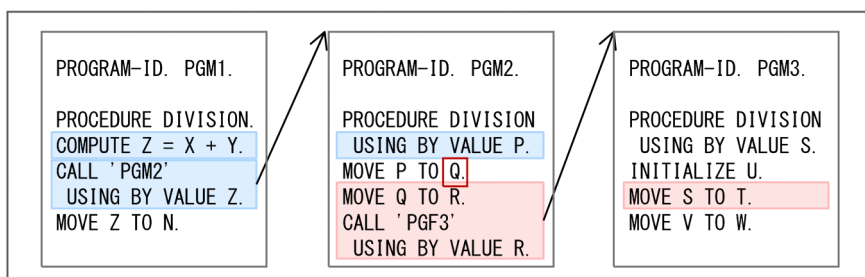 PROGRAM-ID. PGM1.
PROCEDURE DIVISION.
COMPUTE Z = X + Y.
CALL 'PGM2'
USING BY VALUE Z.
MOVE Z TO N.
PROGRAM-ID. PGM2.
PROCEDURE DIVISION
USING BY VALUE P.
MOVE P TO Q.
MOVE Q TO R.
CALL 'PGF3'
USING BY VALUE R.
PROGRAM-ID. PGM3.
PROCEDURE DIVISION
USING BY VALUE S.
INITIALIZE U.
MOVE S TO T.
MOVE V TO W.